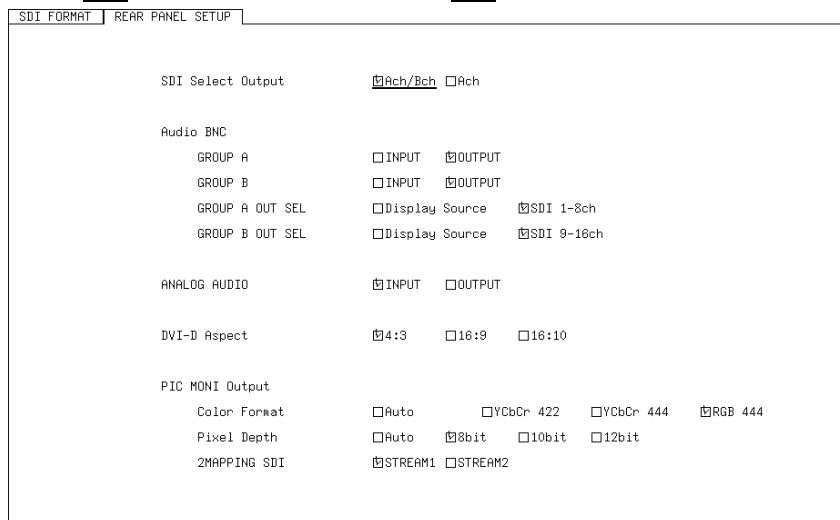 SDI FORMAT REAR PANEL SETUP
SDI Select Output Ach/Bch Ach
Audio BNC
GROUP A INPUT OUTPUT
GROUP B INPUT OUTPUT
GROUP A OUT SEL Display Source SDI 1-8ch
GROUP B OUT SEL Display Source SDI 9-16ch
ANALOG AUDIO INPUT OUTPUT
DVI-D Aspect 4:3 16:9 16:10
PIC MONI Output
Color Format Auto YCbCr 422 YCbCr 444 RGB 444
Pixel Depth Auto 8bit 10bit 12bit
2MAPPING SDI STREAM1 STREAM2